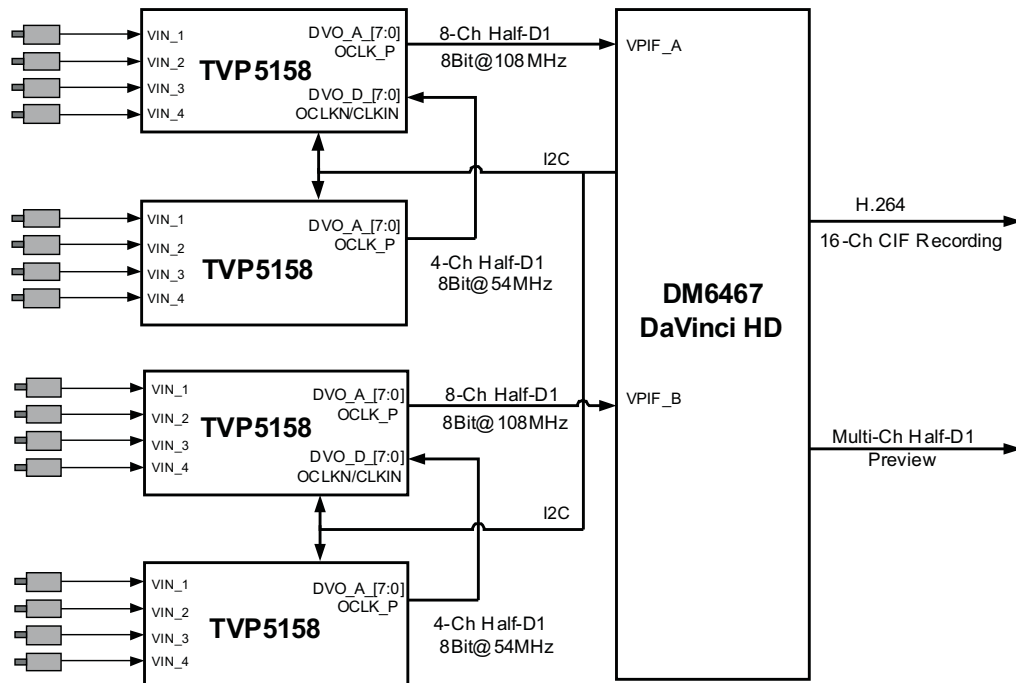 VIN_1
VIN_2
VIN_3
VIN_4
TVP5158
DVO_A_[7:0]
OCLK_P
DVO_D_[7:0]
OCLKN/CLKIN
8-Ch Half-D1
8Bit@108MHz
VPIF_A
I2C
VIN_1
VIN_2
VIN_3
VIN_4
TVP5158
DVO_A_[7:0]
OCLK_P
4-Ch Half-D1
8Bit@54MHz
DM6467
DaVinci HD
H.264
16-Ch CIF Recording
VIN_1
VIN_2
VIN_3
VIN_4
TVP5158
DVO_A_[7:0]
OCLK_P
DVO_D_[7:0]
OCLKN/CLKIN
8-Ch Half-D1
8Bit@108MHz
VPIF_B
Multi-Ch Half-D1
Preview
I2C
VIN_1
VIN_2
VIN_3
VIN_4
TVP5158
DVO_A_[7:0]
OCLK_P
4-Ch Half-D1
8Bit@54MHz